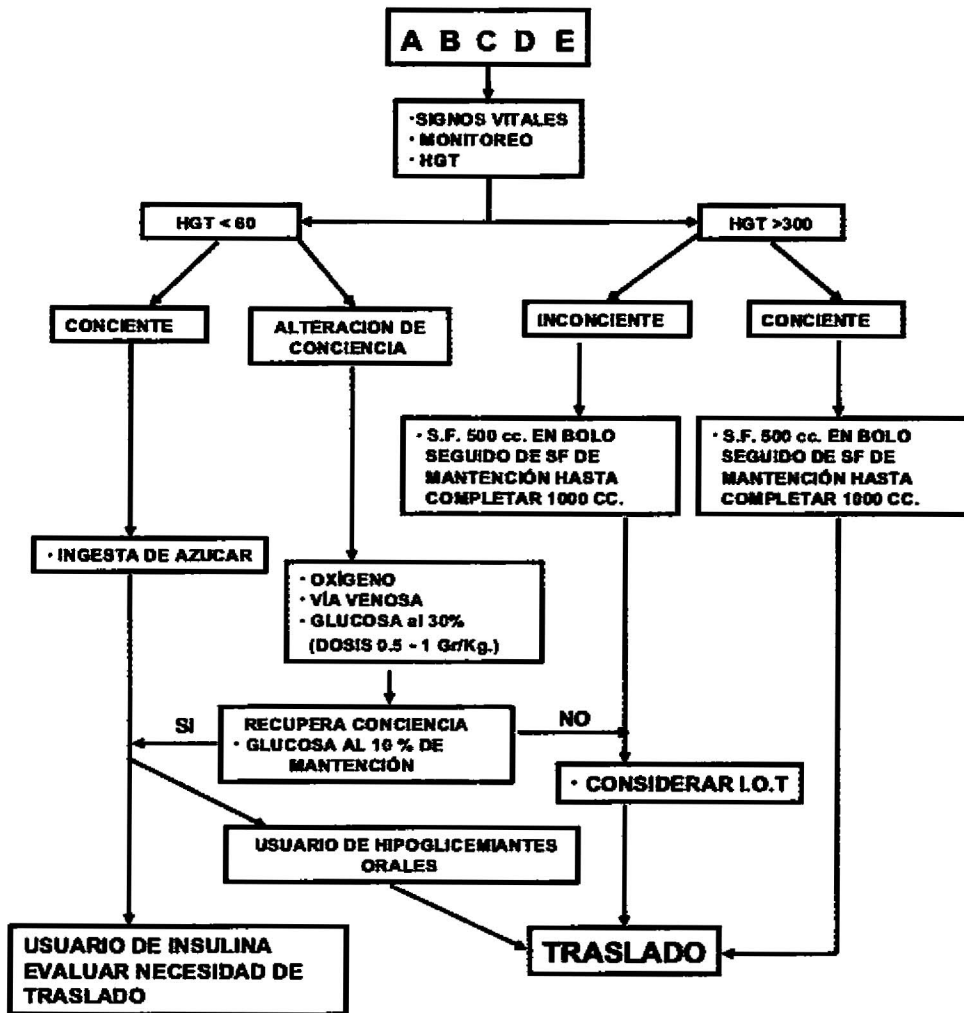 A B C D E
·SIGNOS VITALES
· MONITOREO
· HGT
HGT < 60
HGT >300
CONCIENTE
ALTERACION DE
CONCIENCIA
INCONCIENTE
CONCIENTE
· S.F. 500 cc. EN BOLO
SEGUIDO DE SF DE
MANTENCIÓN HASTA
COMPLETAR 1000 CC.
· S.F. 500 cc. EN BOLO
SEGUIDO DE SF DE
MANTENCIÓN HASTA
COMPLETAR 1000 CC.
· INGESTA DE AZUCAR
· OXÍGENO
· VÍA VENOSA
· GLUCOSA al 30%
(DOSIS 0.5 - 1 Gr/Kg.)
SI
RECUPERA CONCIENCIA
· GLUCOSA AL 10 % DE
MANTENCIÓN
NO
· CONSIDERAR I.O.T
USUARIO DE HIPOGLICEMIANTES
ORALES
USUARIO DE INSULINA
EVALUAR NECESIDAD DE
TRASLADO
TRASLADO